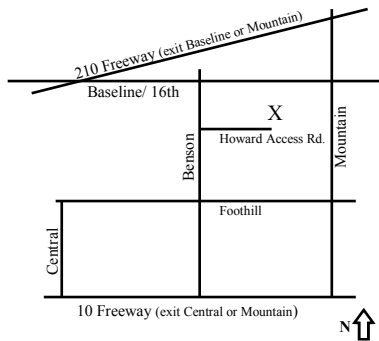 210 Freeway (exit Baseline or Mountain)
Baseline/ 16th
X
Howard Access Rd.
Benson
Mountain
Foothill
Central
10 Freeway (exit Central or Mountain)
N